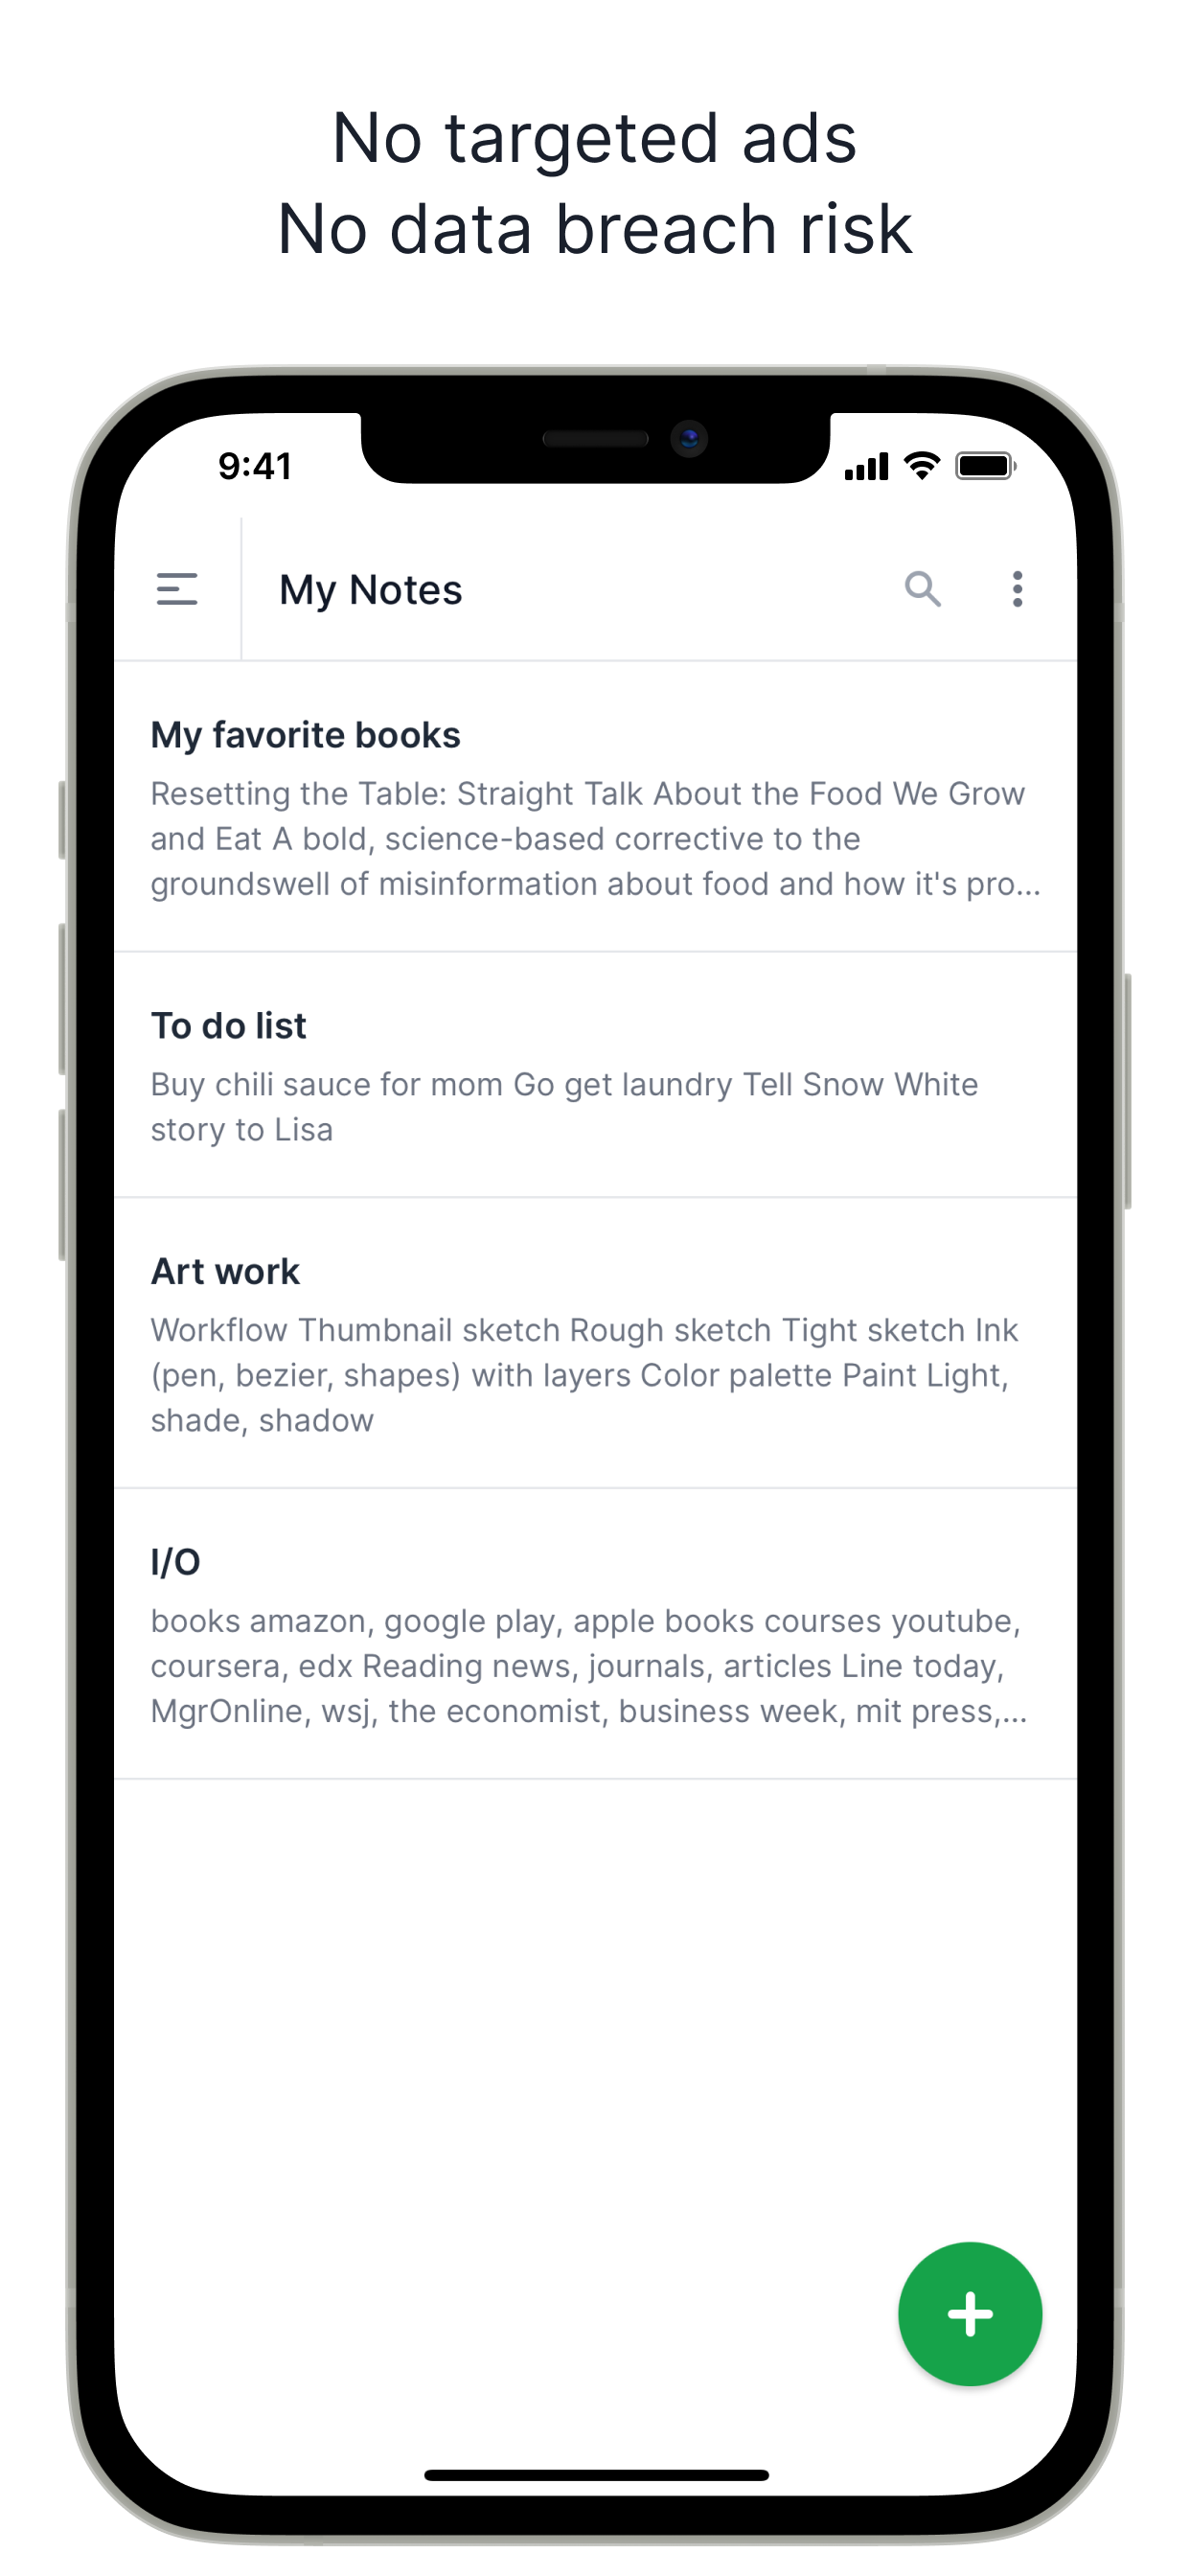 No targeted ads
No data breach risk
9:41
My Notes
My favorite books
Resetting the Table: Straight Talk About the Food We Grow
and Eat A bold, science-based corrective to the
groundswell of misinformation about food and how it's pro...
To do list
Buy chili sauce for mom Go get laundry Tell Snow White
story to Lisa
Art work
Workflow Thumbnail sketch Rough sketch Tight sketch Ink
(pen, bezier, shapes) with layers Color palette Paint Light,
shade, shadow
I/O
books amazon, google play, apple books courses youtube,
coursera, edx Reading news, journals, articles Line today,
MgrOnline, wsj, the economist, business week, mit press,...